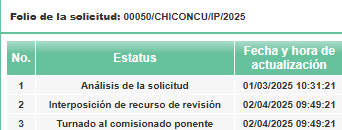 Folio de la solicitud: 00050/CHICONCU/IP/2025
No. Estatus Fecha y hora de actualización
1 Análisis de la solicitud 01/03/2025 10:31:21
2 Interposición de recurso de revisión 02/04/2025 09:49:21
3 Turnado al comisionado ponente 02/04/2025 09:49:21